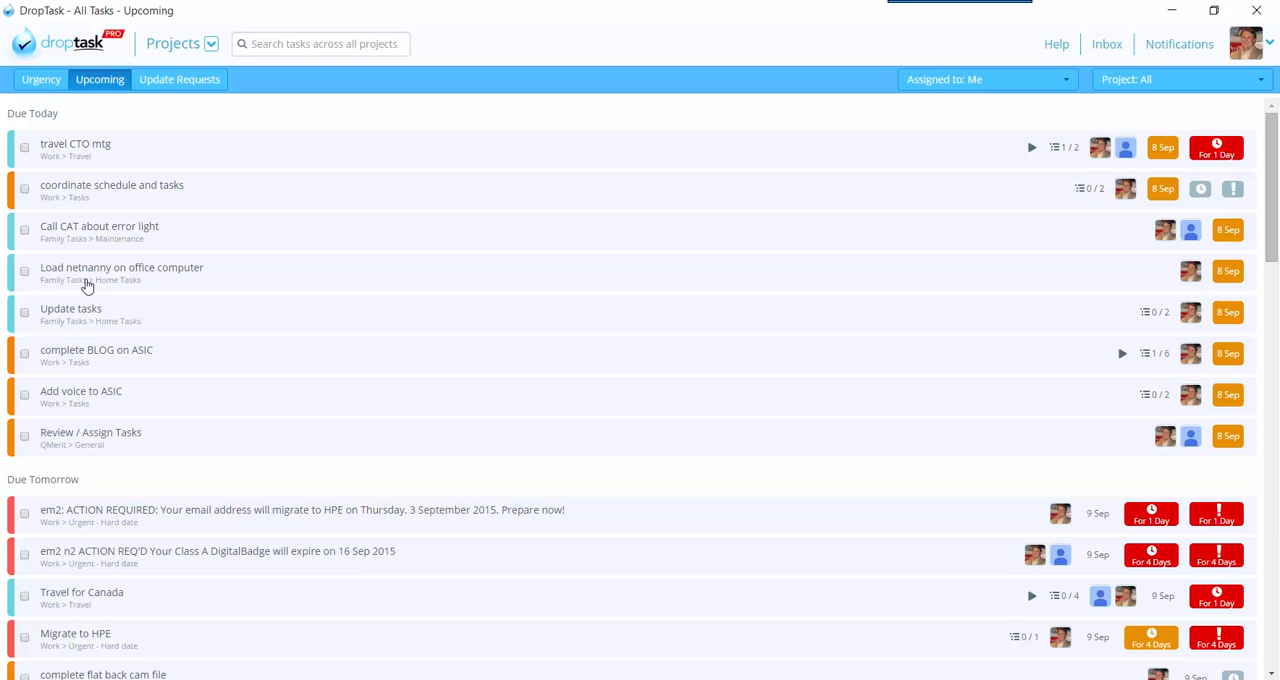 DropTask - All Tasks - Upcoming
droptask PRO Projects Search tasks across all projects Help Inbox Notifications
Urgency Upcoming Update Requests Assigned to: Me Project: All
Due Today
travel CTO mtg
Work > Travel
1 / 2 8 Sep For 1 Day
coordinate schedule and tasks
Work > Tasks
0 / 2 8 Sep
Call CAT about error light
Family Tasks > Maintenance
8 Sep
Load netnanny on office computer
Family Tasks > Home Tasks
8 Sep
Update tasks
Family Tasks > Home Tasks
0 / 2 8 Sep
complete BLOG on ASIC
Work > Tasks
1 / 6 8 Sep
Add voice to ASIC
Work > Tasks
0 / 2 8 Sep
Review / Assign Tasks
QMerit > General
8 Sep
Due Tomorrow
em2: ACTION REQUIRED: Your email address will migrate to HPE on Thursday, 3 September 2015. Prepare now!
Work > Urgent - Hard date
9 Sep For 1 Day For 1 Day
em2 n2 ACTION REQ'D Your Class A DigitalBadge will expire on 16 Sep 2015
Work > Urgent - Hard date
9 Sep For 4 Days For 4 Days
Travel for Canada
Work > Travel
0 / 4 9 Sep For 1 Day
Migrate to HPE
Work > Urgent - Hard date
0 / 1 9 Sep For 4 Days For 4 Days
complete flat back cam file
9 Sep